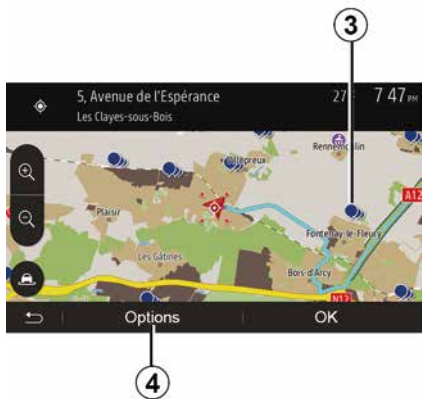 3
5, Avenue de l'Espérance
27
7 47 PM
Les Clayes-sous-Bois
Rennemoulin
Villepreux
A12
Plaisir
Fontenay-le-Fleury
Les Gâtines
Bois-d'Arcy
N12
Options
OK
4